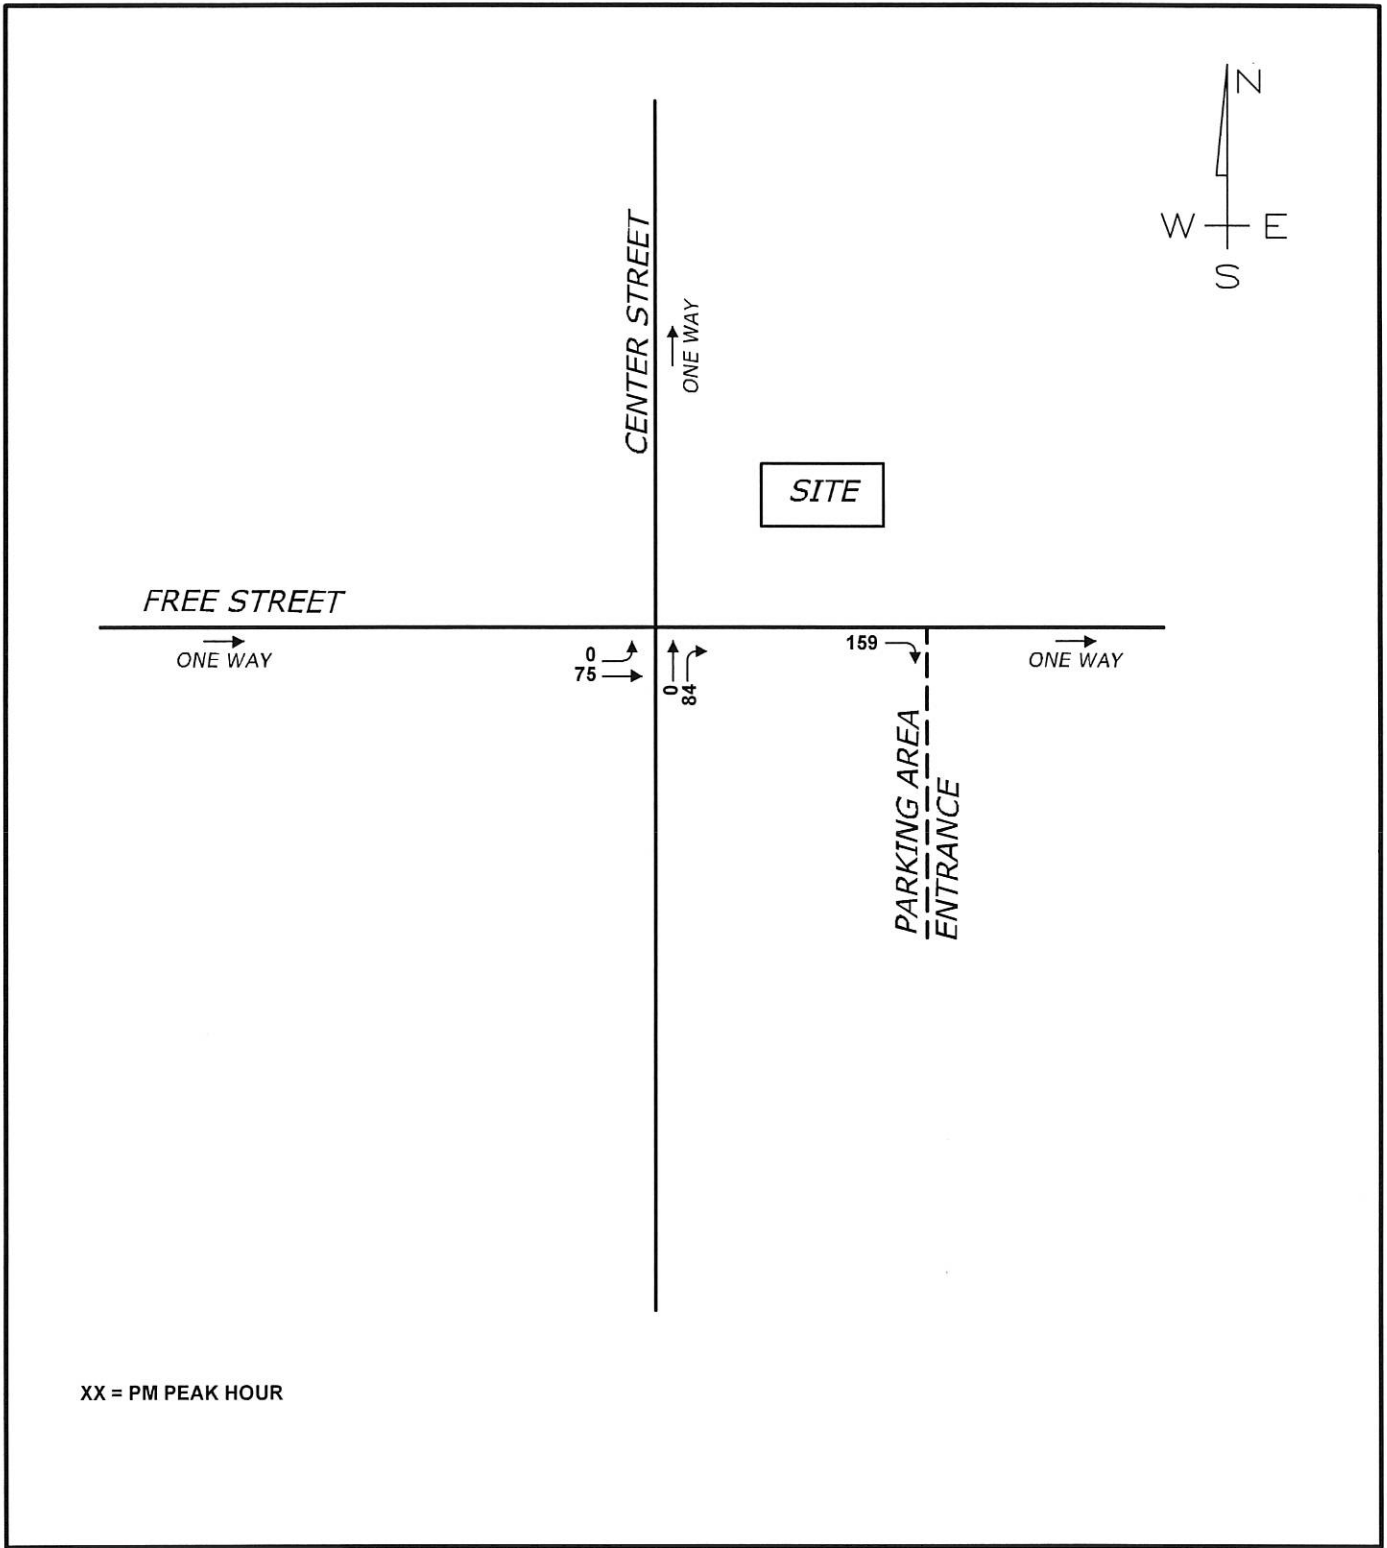 N
W E
S
CENTER STREET
ONE WAY
SITE
FREE STREET
ONE WAY
0
75
0
84
159
ONE WAY
PARKING AREA
ENTRANCE
XX = PM PEAK HOUR